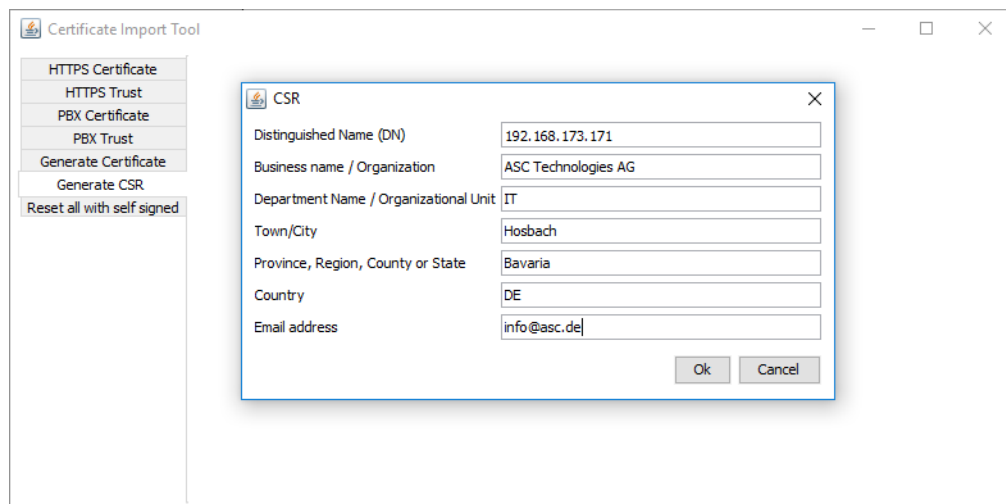 Certificate Import Tool
HTTPS Certificate
HTTPS Trust
PBX Certificate
PBX Trust
Generate Certificate
Generate CSR
Reset all with self signed
CSR
Distinguished Name (DN) 192.168.173.171
Business name / Organization ASC Technologies AG
Department Name / Organizational Unit IT
Town/City Hosbach
Province, Region, County or State Bavaria
Country DE
Email address info@asc.de
Ok Cancel